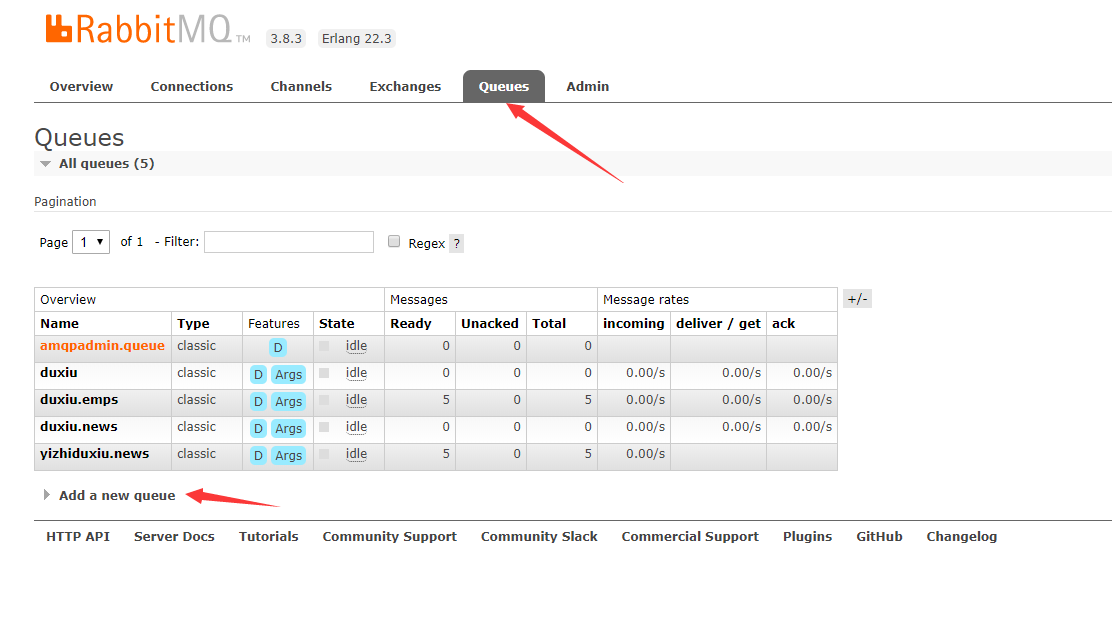 RabbitMQ TM 3.8.3 Erlang 22.3
Overview Connections Channels Exchanges Queues Admin
Queues
All queues (5)
Pagination
Page 1 of 1 - Filter: Regex ?
Overview Messages Message rates +/-
Name Type Features State Ready Unacked Total incoming deliver / get ack
amqpadmin.queue classic D idle 0 0 0
duxiu classic D Args idle 0 0 0 0.00/s 0.00/s 0.00/s
duxiu.emps classic D Args idle 5 0 5 0.00/s 0.00/s 0.00/s
duxiu.news classic D Args idle 0 0 0 0.00/s 0.00/s 0.00/s
yizhiduxiu.news classic D Args idle 5 0 5 0.00/s
Add a new queue
HTTP API Server Docs Tutorials Community Support Community Slack Commercial Support Plugins GitHub Changelog